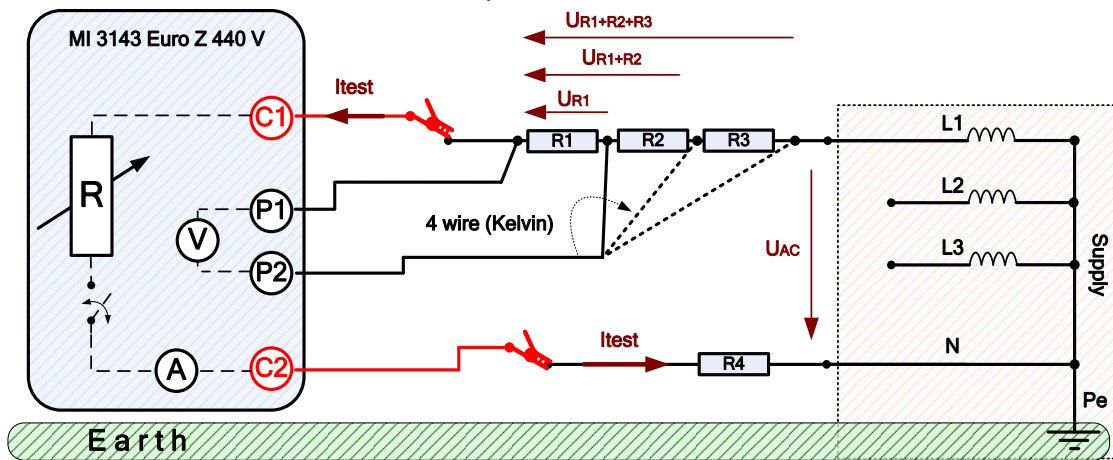 MI 3143 Euro Z 440 V
UR1+R2+R3
UR1+R2
UR1
Itest
C1
R1
R2
R3
L1
R
P1
V
4 wire (Kelvin)
L2
P2
UAC
L3
Supply
Itest
A
C2
R4
N
Pe
Earth